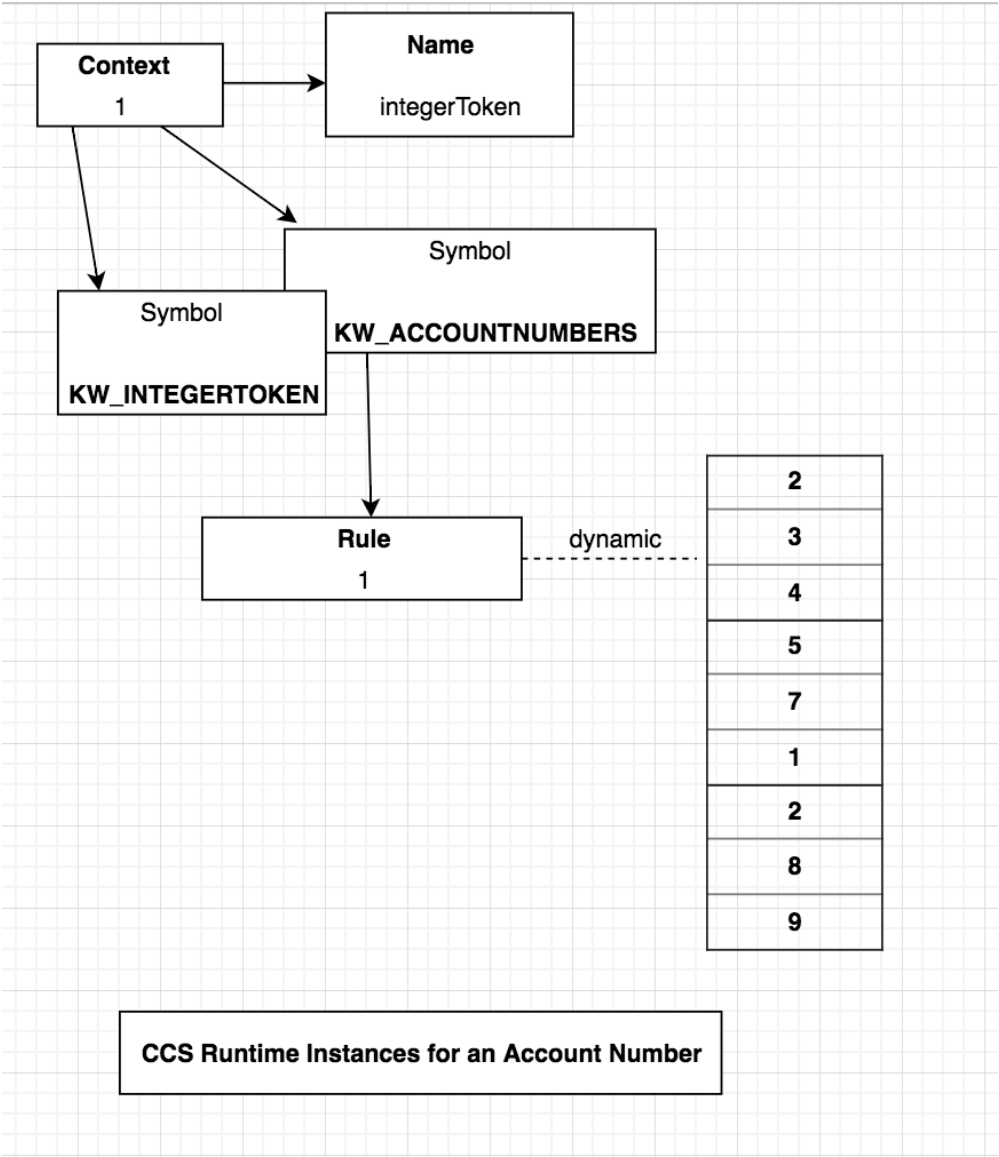 Context
1
Name
integerToken
Symbol
KW_ACCOUNTNUMBERS
Symbol
KW_INTEGERTOKEN
Rule
1
dynamic
2
3
4
5
7
1
2
8
9
CCS Runtime Instances for an Account Number